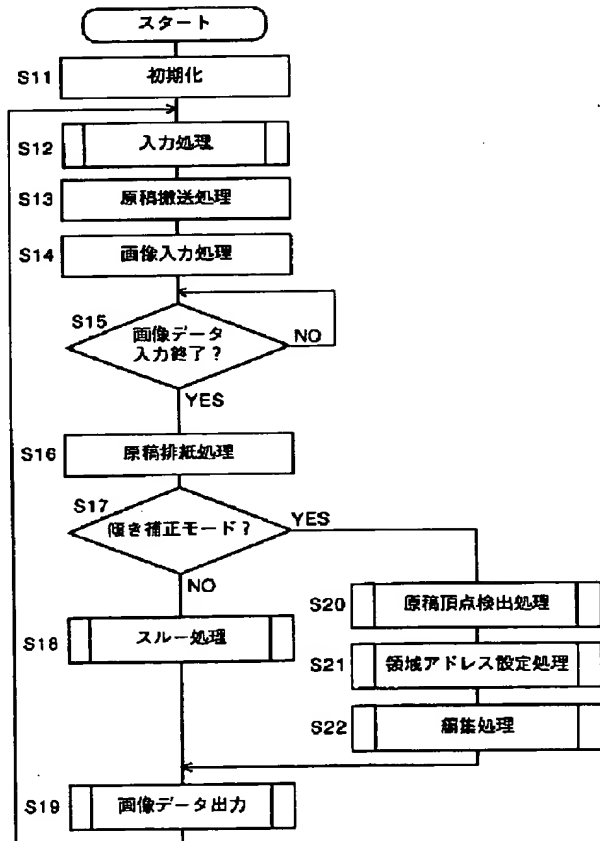 スタート
S11
初期化
S12
入力処理
S13
原稿搬送処理
S14
画像入力処理
S15
画像データ
入力終了?
NO
YES
S16
原稿排紙処理
S17
傾き補正モード?
YES
NO
S18
スルー処理
S20
原稿頂点検出処理
S21
領域アドレス設定処理
S22
編集処理
S19
画像データ出力